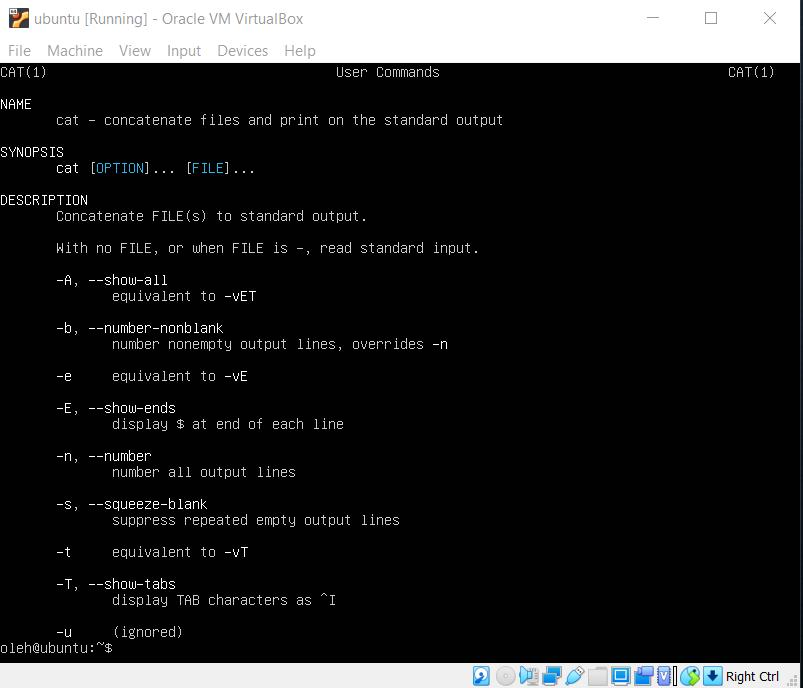 ubuntu [Running] - Oracle VM VirtualBox
File Machine View Input Devices Help
CAT(1) User Commands CAT(1)
NAME
cat - concatenate files and print on the standard output
SYNOPSIS
cat [OPTION]... [FILE]...
DESCRIPTION
Concatenate FILE(s) to standard output.
With no FILE, or when FILE is -, read standard input.
-A, --show-all
equivalent to -vET
-b, --number-nonblank
number nonempty output lines, overrides -n
-e equivalent to -vE
-E, --show-ends
display $ at end of each line
-n, --number
number all output lines
-s, --squeeze-blank
suppress repeated empty output lines
-t equivalent to -vT
-T, --show-tabs
display TAB characters as ^I
-u (ignored)
oleh@ubuntu:~$
Right Ctrl